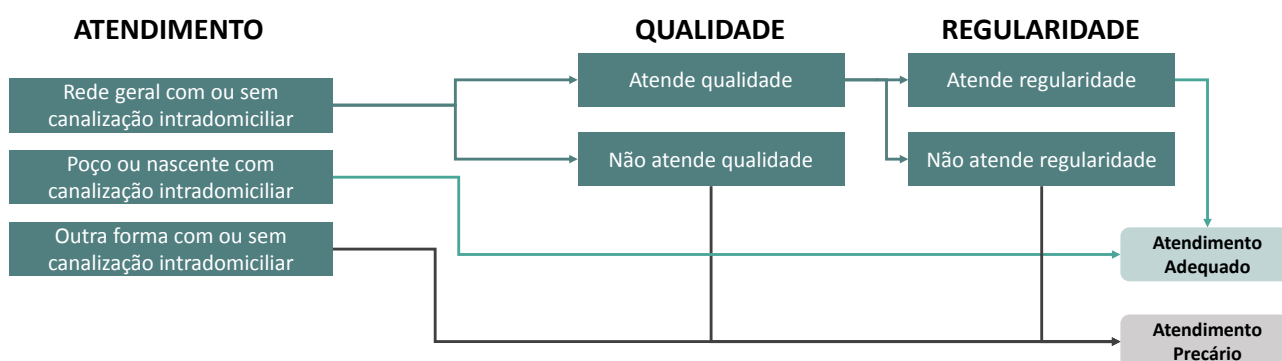 ATENDIMENTO
QUALIDADE
REGULARIDADE
Rede geral com ou sem
canalização intradomiciliar
Atende qualidade
Atende regularidade
Poço ou nascente com
canalização intradomiciliar
Não atende qualidade
Não atende regularidade
Outra forma com ou sem
canalização intradomiciliar
Atendimento
Adequado
Atendimento
Precário